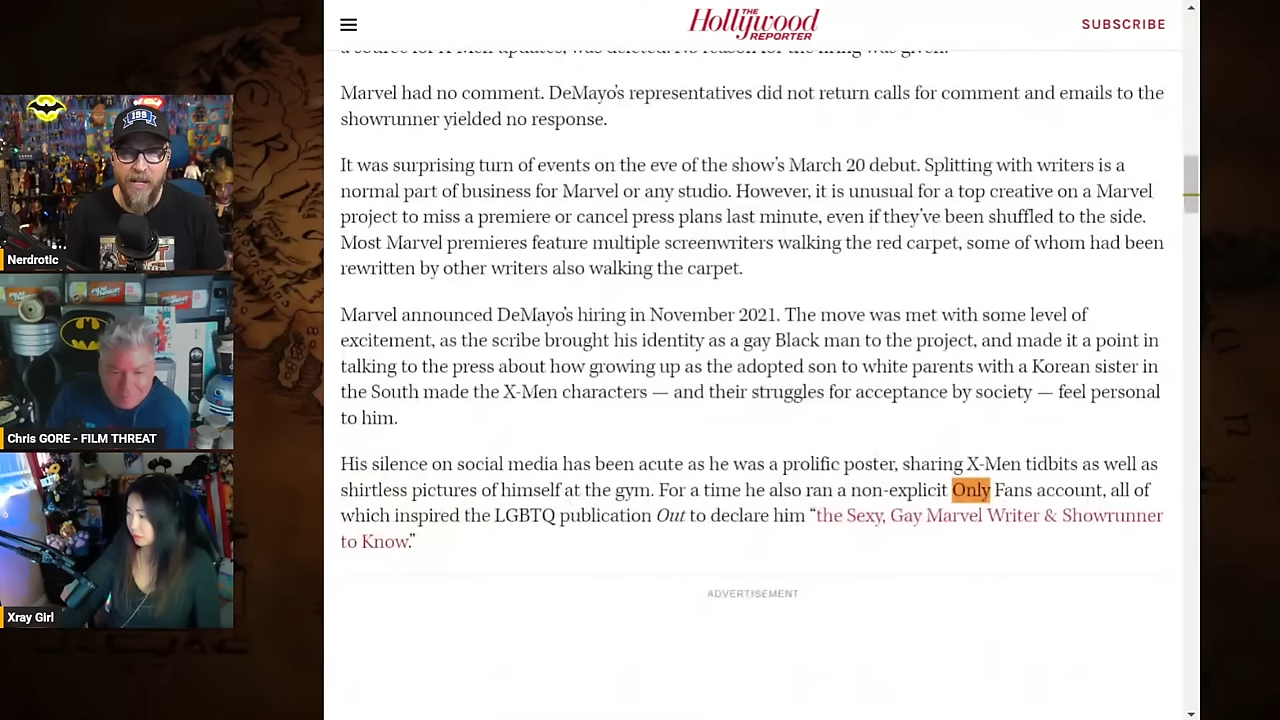 THE
Hollywood
REPORTER
SUBSCRIBE
a source for X-Men updates, was deleted. No reason for the firing was given.
Marvel had no comment. DeMayo’s representatives did not return calls for comment and emails to the
showrunner yielded no response.
It was surprising turn of events on the eve of the show’s March 20 debut. Splitting with writers is a
normal part of business for Marvel or any studio. However, it is unusual for a top creative on a Marvel
project to miss a premiere or cancel press plans last minute, even if they’ve been shuffled to the side.
Most Marvel premieres feature multiple screenwriters walking the red carpet, some of whom had been
rewritten by other writers also walking the carpet.
Marvel announced DeMayo’s hiring in November 2021. The move was met with some level of
excitement, as the scribe brought his identity as a gay Black man to the project, and made it a point in
talking to the press about how growing up as the adopted son to white parents with a Korean sister in
the South made the X-Men characters — and their struggles for acceptance by society — feel personal
to him.
His silence on social media has been acute as he was a prolific poster, sharing X-Men tidbits as well as
shirtless pictures of himself at the gym. For a time he also ran a non-explicit Only Fans account, all of
which inspired the LGBTQ publication Out to declare him “the Sexy, Gay Marvel Writer & Showrunner
to Know.”
ADVERTISEMENT
Nerdrotic
Chris GORE - FILM THREAT
Xray Girl